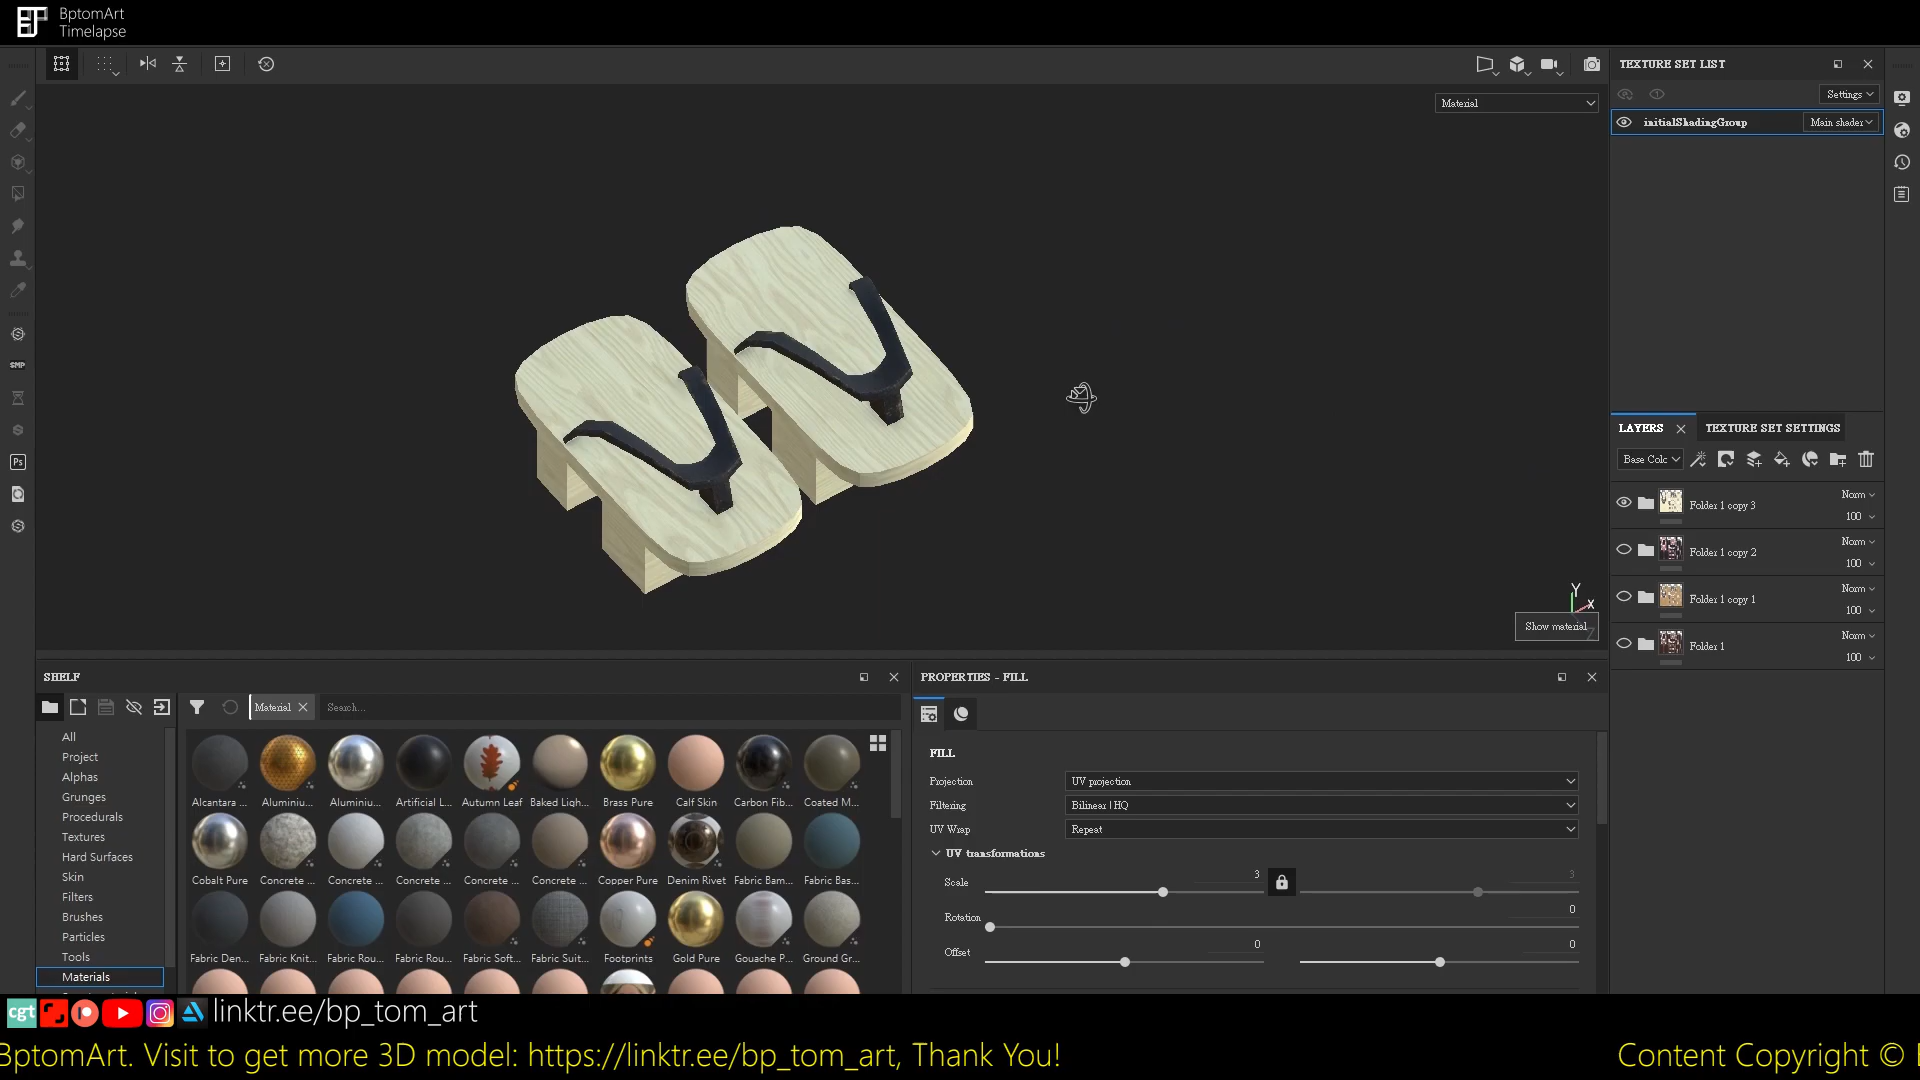 BptomArt
Timelapse
Material
TEXTURE SET LIST
Settings
initialShadingGroup
Main shader
LAYERS
TEXTURE SET SETTINGS
Base Colc
Folder 1 copy 3
Norm
100
Folder 1 copy 2
Norm
100
Folder 1 copy 1
Norm
100
Folder 1
Norm
100
Y
X
Z
Show material
SMP
Ps
SHELF
Material
Search...
All
Project
Alphas
Grunges
Procedurals
Textures
Hard Surfaces
Skin
Filters
Brushes
Particles
Tools
Materials
Alcantara ... Aluminiu... Aluminiu... Artificial L... Autumn Leaf Baked Ligh... Brass Pure Calf Skin Carbon Fib... Coated M...
Cobalt Pure Concrete ... Concrete ... Concrete ... Concrete ... Concrete ... Copper Pure Denim Rivet Fabric Bam... Fabric Bas...
Fabric Den... Fabric Knit... Fabric Rou... Fabric Rou... Fabric Soft... Fabric Suit... Footprints Gold Pure Gouache P... Ground Gr...
PROPERTIES - FILL
FILL
Projection UV projection
Filtering Bilinear | HQ
UV Wrap Repeat
UV transformations
Scale 3 3
Rotation 0
Offset 0 0
cgt linktr.ee/bp_tom_art
BptomArt. Visit to get more 3D model: https://linktr.ee/bp_tom_art, Thank You! Content Copyright ©